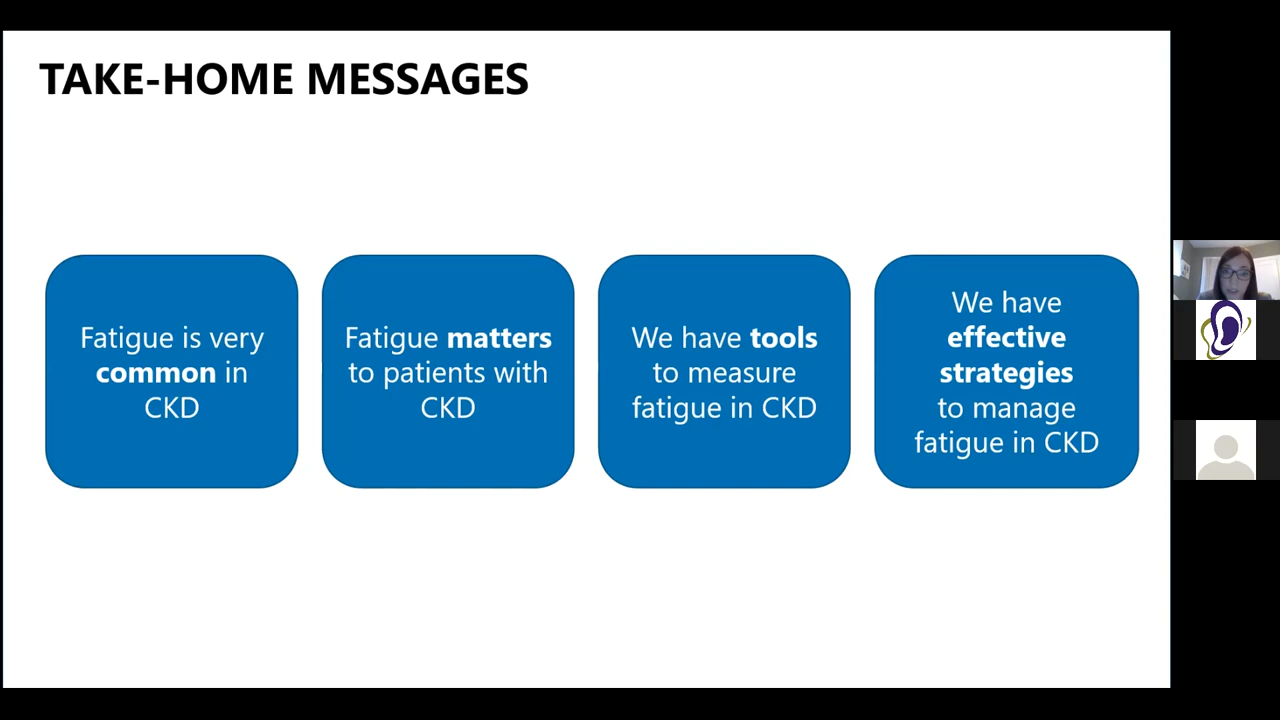 TAKE-HOME MESSAGES
Fatigue is very
common in
CKD
Fatigue matters
to patients with
CKD
We have tools
to measure
fatigue in CKD
We have
effective
strategies
to manage
fatigue in CKD